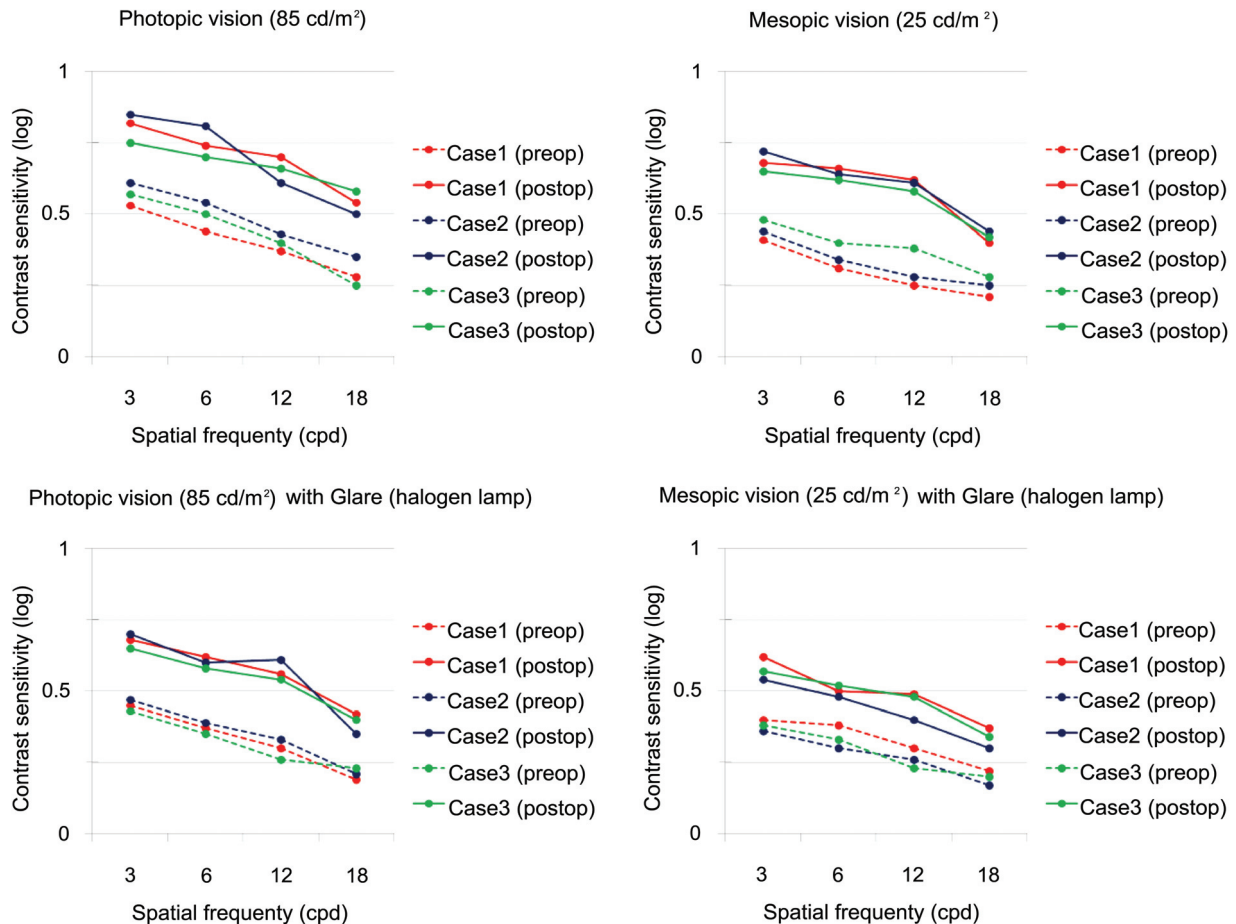 Photopic vision (85 cd/m²)
Contrast sensitivity (log)
1
0.5
0
3 6 12 18
Spatial frequenty (cpd)
Case1 (preop)
Case1 (postop)
Case2 (preop)
Case2 (postop)
Case3 (preop)
Case3 (postop)
Mesopic vision (25 cd/m²)
Contrast sensitivity (log)
1
0.5
0
3 6 12 18
Spatial frequenty (cpd)
Case1 (preop)
Case1 (postop)
Case2 (preop)
Case2 (postop)
Case3 (preop)
Case3 (postop)
Photopic vision (85 cd/m²) with Glare (halogen lamp)
Contrast sensitivity (log)
1
0.5
0
3 6 12 18
Spatial frequenty (cpd)
Case1 (preop)
Case1 (postop)
Case2 (preop)
Case2 (postop)
Case3 (preop)
Case3 (postop)
Mesopic vision (25 cd/m²) with Glare (halogen lamp)
Contrast sensitivity (log)
1
0.5
0
3 6 12 18
Spatial frequenty (cpd)
Case1 (preop)
Case1 (postop)
Case2 (preop)
Case2 (postop)
Case3 (preop)
Case3 (postop)